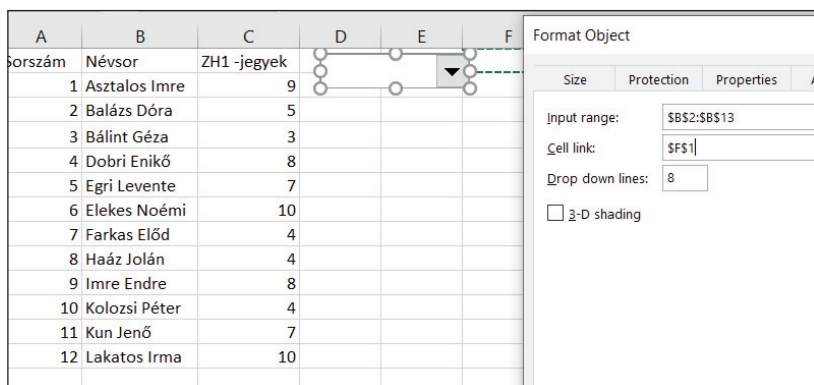 A B C D E F
Sorszám Névsor ZH1 -jegyek
1 Asztalos Imre 9
2 Balázs Dóra 5
3 Bálint Géza 3
4 Dobri Enikő 8
5 Egri Levente 7
6 Elekes Noémi 10
7 Farkas Előd 4
8 Haáz Jolán 4
9 Imre Endre 8
10 Kolozsi Péter 4
11 Kun Jenő 7
12 Lakatos Irma 10
Format Object
Size Protection Properties
Input range: $B$2:$B$13
Cell link: $F$1
Drop down lines: 8
3-D shading